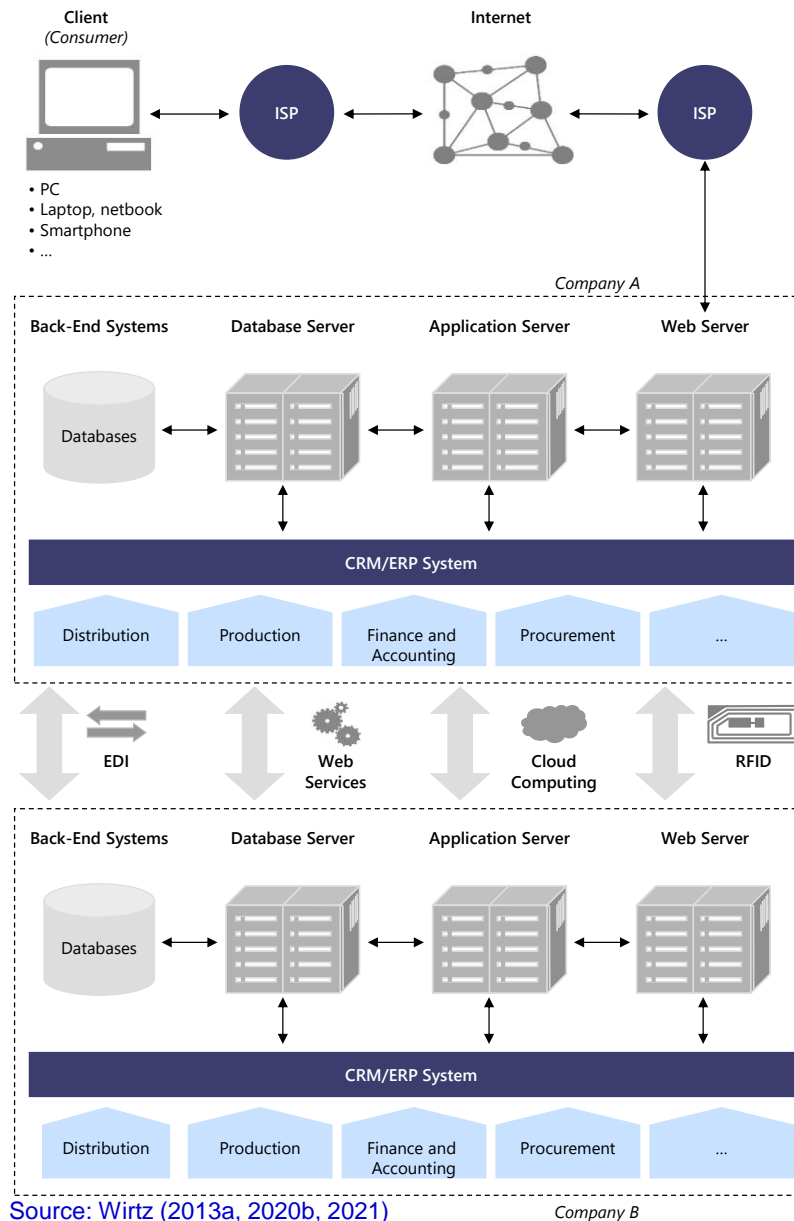 Client
(Consumer)
Internet
ISP
ISP
• PC
• Laptop, netbook
• Smartphone
• ...
Company A
Back-End Systems
Database Server
Application Server
Web Server
Databases
CRM/ERP System
Distribution
Production
Finance and
Accounting
Procurement
...
EDI
Web
Services
Cloud
Computing
RFID
Back-End Systems
Database Server
Application Server
Web Server
Databases
CRM/ERP System
Distribution
Production
Finance and
Accounting
Procurement
...
Source: Wirtz (2013a, 2020b, 2021)
Company B